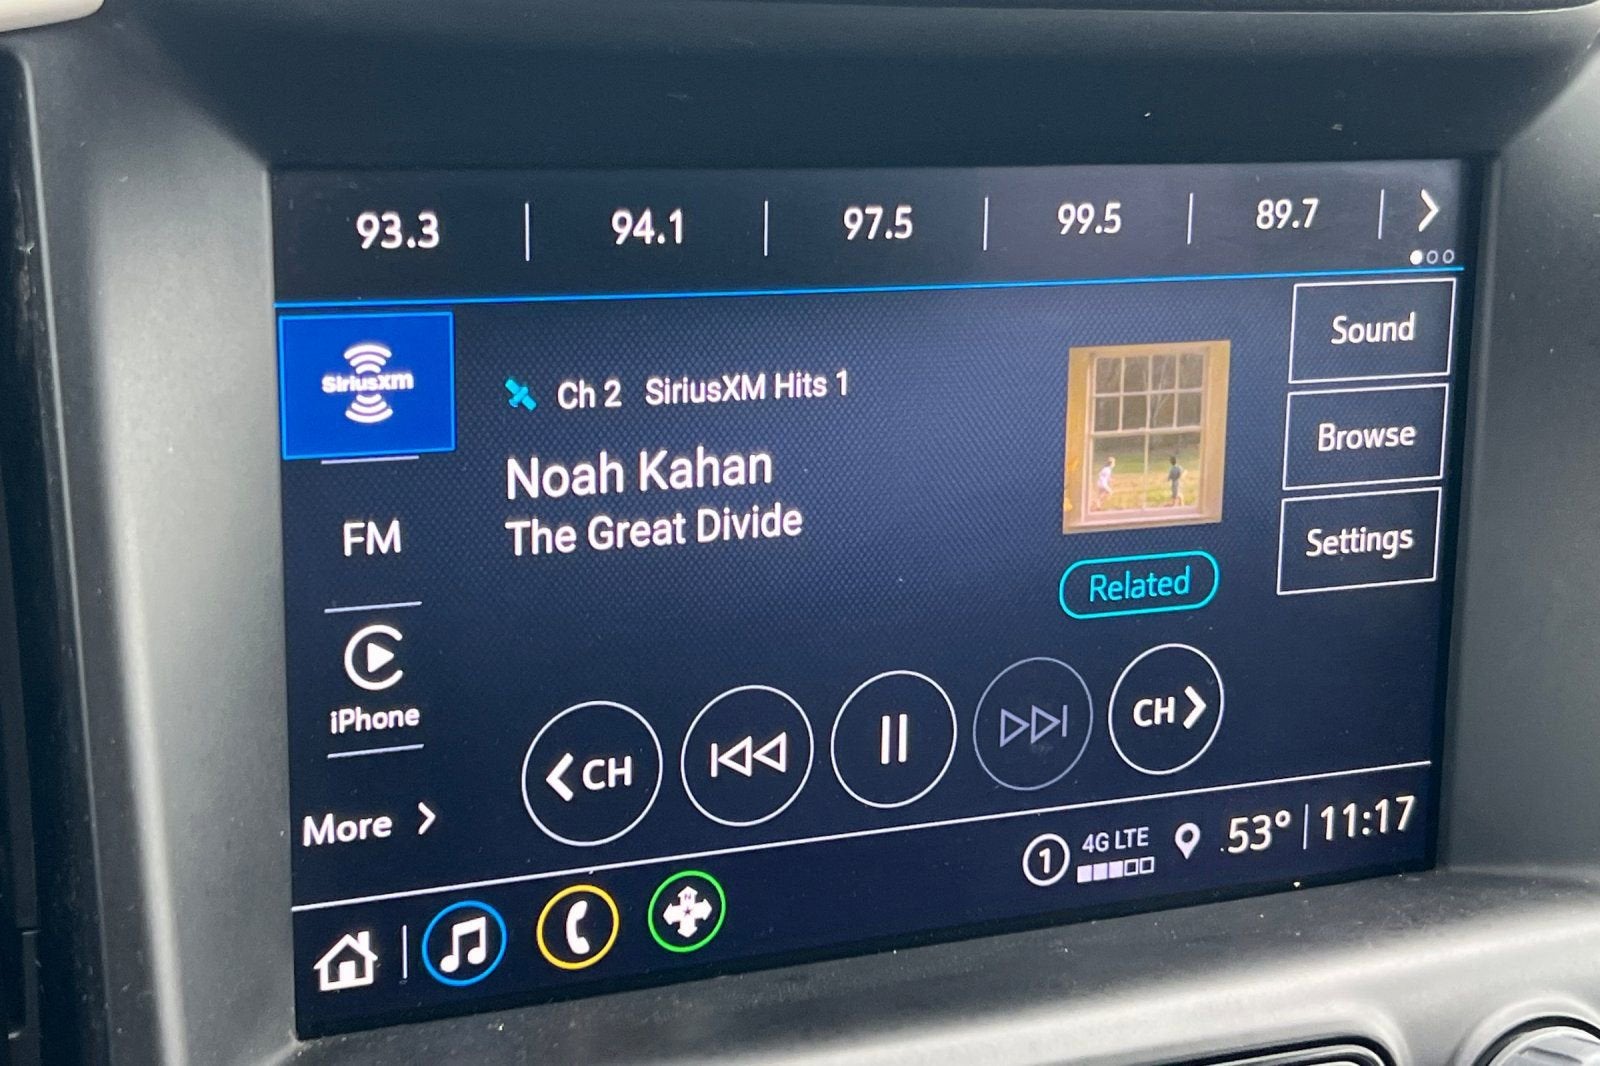 93.3
94.1
97.5
99.5
89.7
SiriusXM
Ch 2 SiriusXM Hits 1
Noah Kahan
The Great Divide
FM
iPhone
More
Related
Sound
Browse
Settings
CH
CH
1
4G LTE
53°
11:17
N